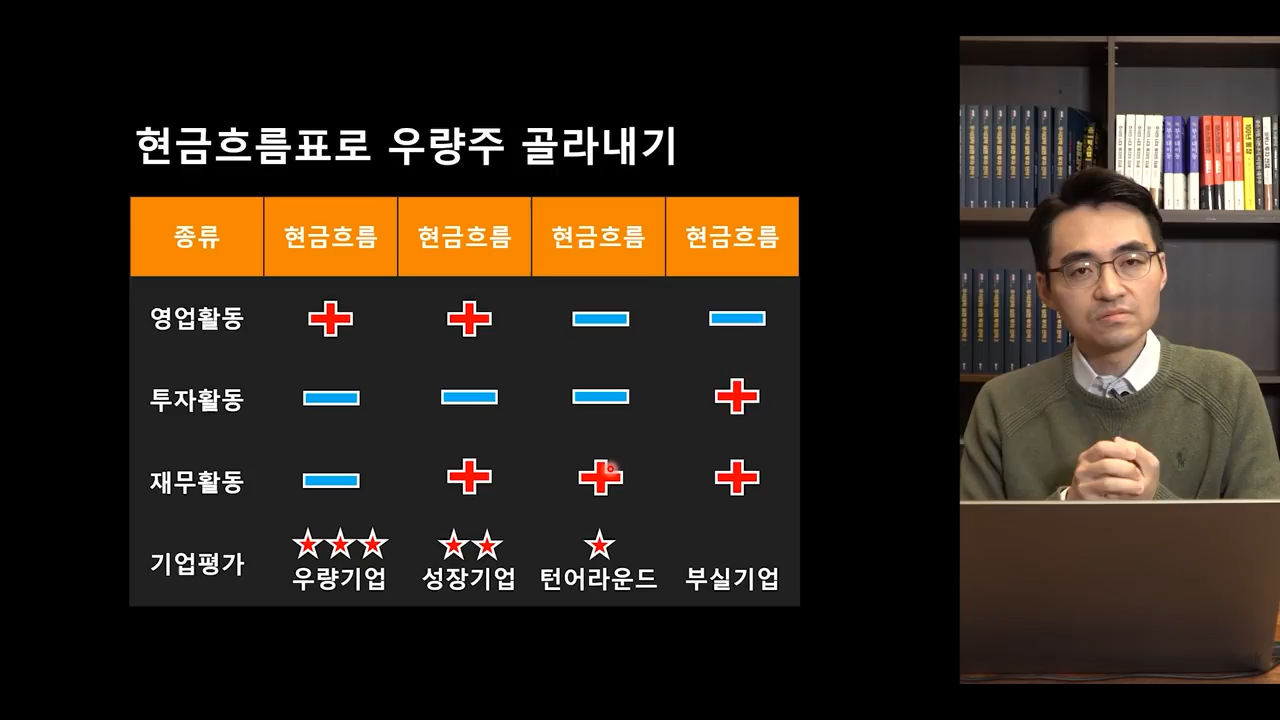 현금흐름표로 우량주 골라내기
종류 현금흐름 현금흐름 현금흐름 현금흐름
영업활동
투자활동
재무활동
기업평가 우량기업 성장기업 턴어라운드 부실기업